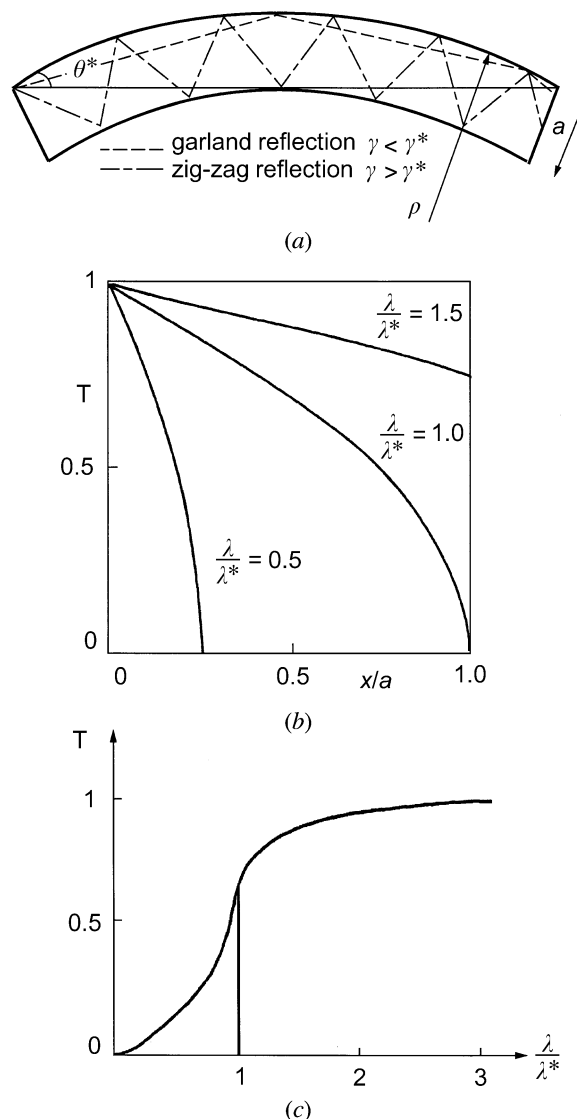 θ*
garland reflection γ < γ*
zig-zag reflection γ > γ*
a
ρ
(a)
1
T
0.5
0
λ/λ* = 1.5
λ/λ* = 1.0
λ/λ* = 0.5
0 0.5 x/a 1.0
(b)
T
1
0.5
0
1 2 3 λ/λ*
(c)